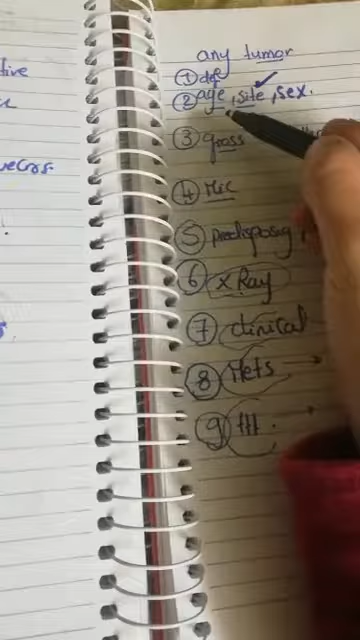 any tumor
① def
② age, site, sex.
③ gross
④ Mic
⑤ predisposing
⑥ x Ray
⑦ clinical
⑧ Mets →
⑨ ttt.